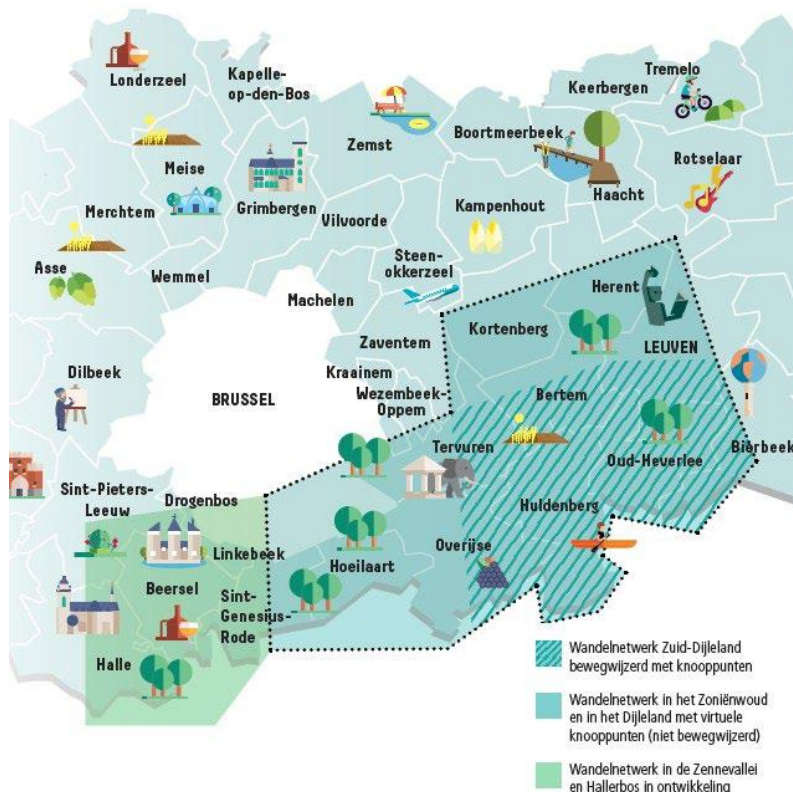 Londerzeel
Kapelle-
op-den-Bos
Zemst
Boortmeerbeek
Keerbergen
Tremelo
Meise
Grimbergen
Haacht
Rotselaar
Merchtem
Vilvoorde
Kampenhout
Asse
Wemmel
Steen-
okkerzeel
Machelen
Herent
Kortenberg
Zaventem
LEUVEN
Dilbeek
BRUSSEL
Kraainem
Wezembeek-
Oppem
Bertem
Tervuren
Oud-Heverlee
Bierbeek
Sint-Pieters-
Leeuw
Drogenbos
Huldenberg
Linkebeek
Hoeilaart
Overijse
Beersel
Sint-
Genesius-
Rode
Halle
Wandelnetwerk Zuid-Dijleland
bewegwijzerd met knooppunten
Wandelnetwerk in het Zoniënwoud
en in het Dijleland met virtuele
knooppunten (niet bewegwijzerd)
Wandelnetwerk in de Zennevallei
en Hallerbos in ontwikkeling